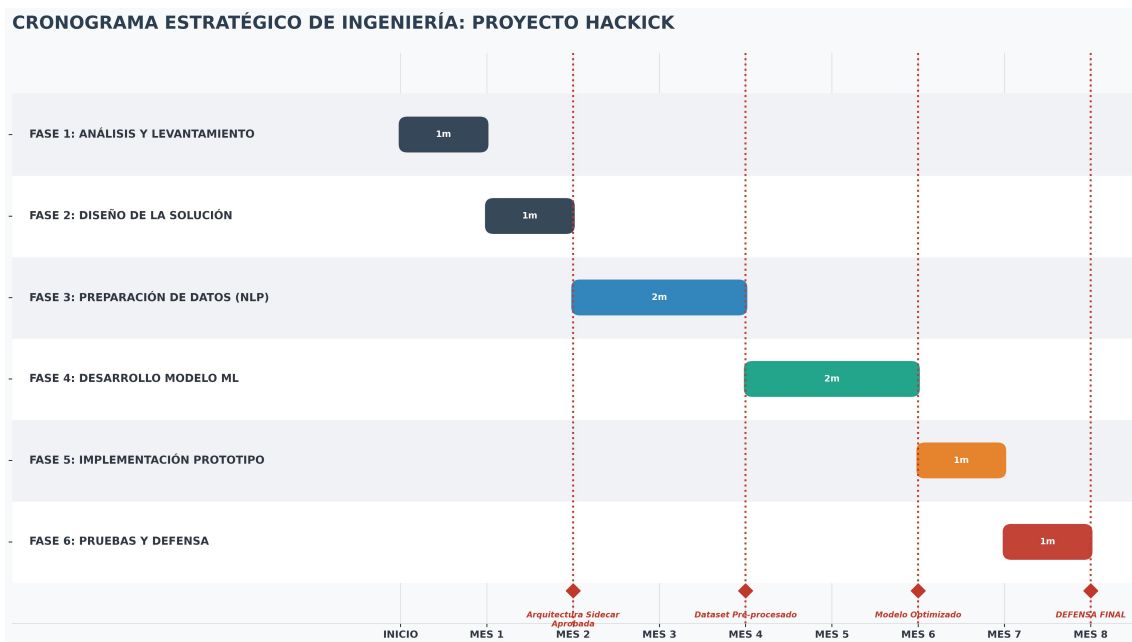 CRONOGRAMA ESTRATÉGICO DE INGENIERÍA: PROYECTO HACKICK
FASE 1: ANÁLISIS Y LEVANTAMIENTO
1m
FASE 2: DISEÑO DE LA SOLUCIÓN
1m
FASE 3: PREPARACIÓN DE DATOS (NLP)
2m
FASE 4: DESARROLLO MODELO ML
2m
FASE 5: IMPLEMENTACIÓN PROTOTIPO
1m
FASE 6: PRUEBAS Y DEFENSA
1m
Arquitectura Sidecar
Aprobada
Dataset Pre-procesado
Modelo Optimizado
DEFENSA FINAL
INICIO
MES 1
MES 2
MES 3
MES 4
MES 5
MES 6
MES 7
MES 8